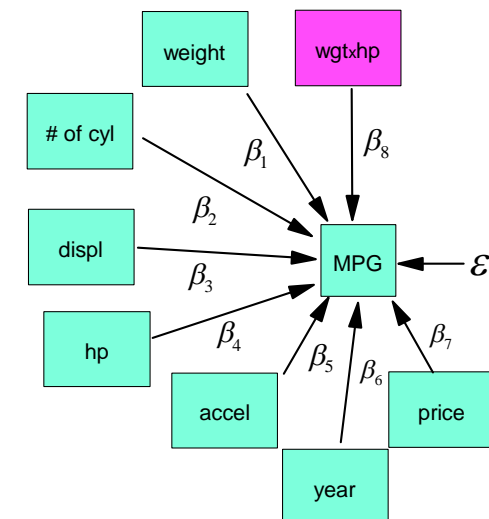 weight
wgtxhp
# of cyl
β1
β8
β2
displ
MPG
ε
β3
hp
β4
β5
β6
β7
accel
price
year